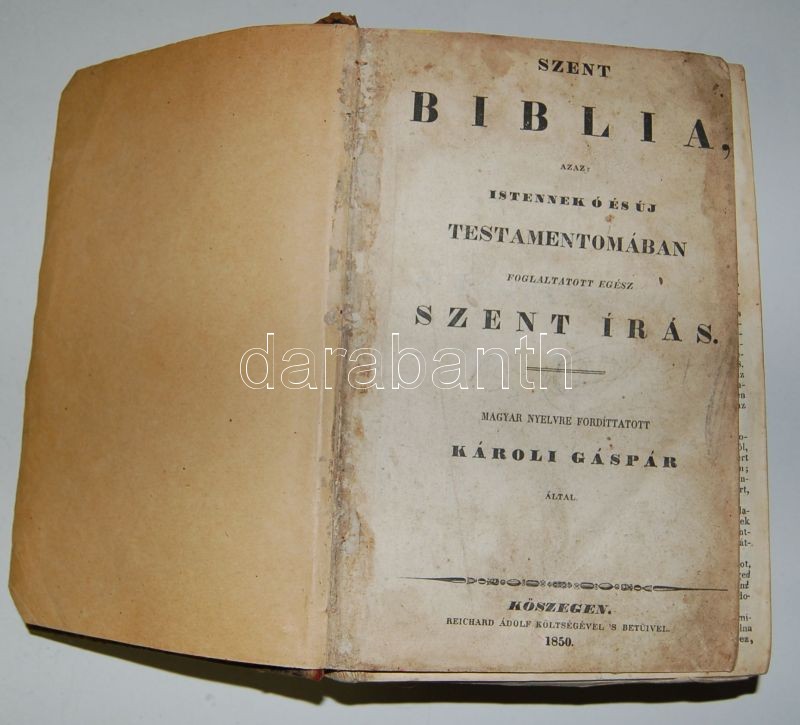 SZENT
BIBLIA,
AZAZ:
ISTENNEK Ó ÉS ÚJ
TESTAMENTOMÁBAN
FOGLALTATOTT EGÉSZ
SZENT ÍRÁS.
darabanth
MAGYAR NYELVRE FORDÍTTATOTT
KÁROLI GÁSPÁR
ÁLTAL.
KÖSZEGEN.
REICHARD ÁDOLF KÖLTSÉGÉVEL 'S BETŰIVEL.
1850.